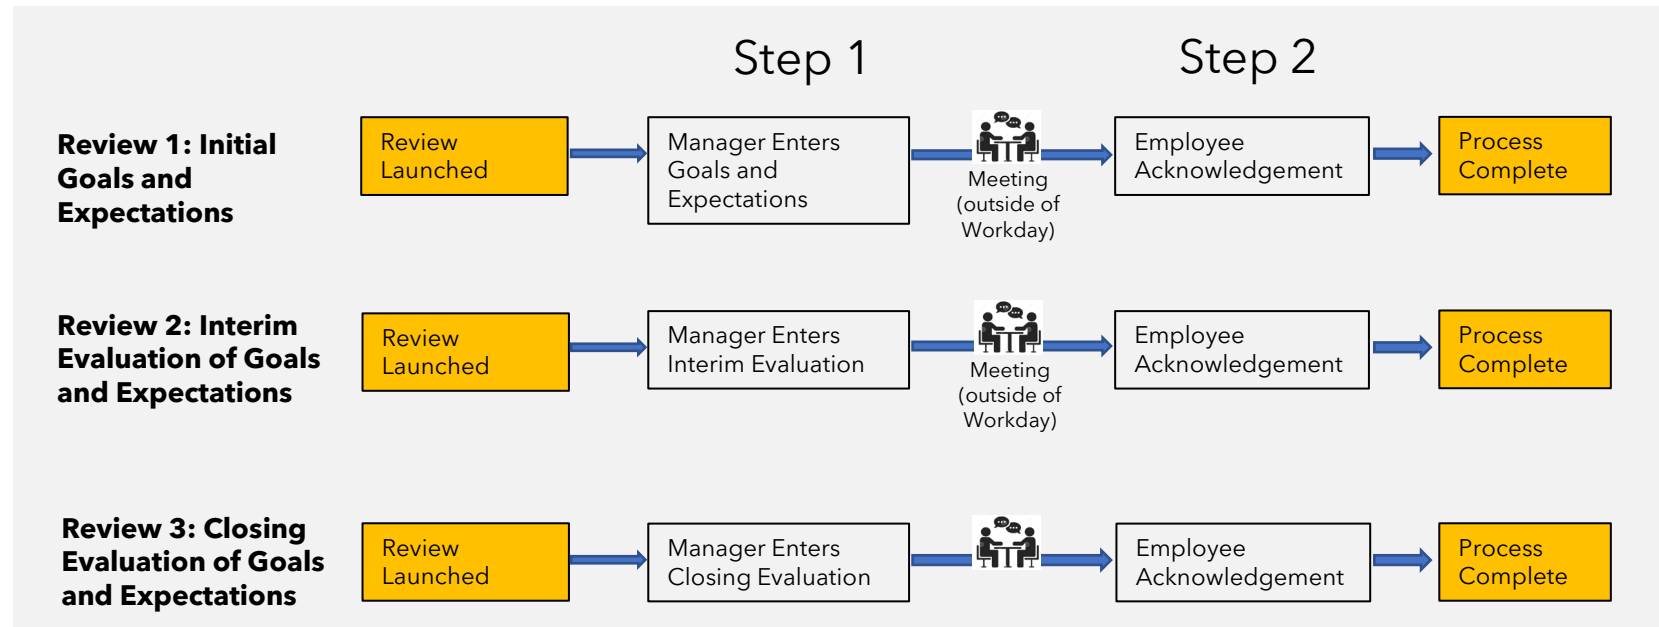 Step 1
Step 2
Review 1: Initial
Goals and
Expectations
Review
Launched
Manager Enters
Goals and
Expectations
Meeting
(outside of
Workday)
Employee
Acknowledgement
Process
Complete
Review 2: Interim
Evaluation of Goals
and Expectations
Review
Launched
Manager Enters
Interim Evaluation
Meeting
(outside of
Workday)
Employee
Acknowledgement
Process
Complete
Review 3: Closing
Evaluation of Goals
and Expectations
Review
Launched
Manager Enters
Closing Evaluation
Employee
Acknowledgement
Process
Complete